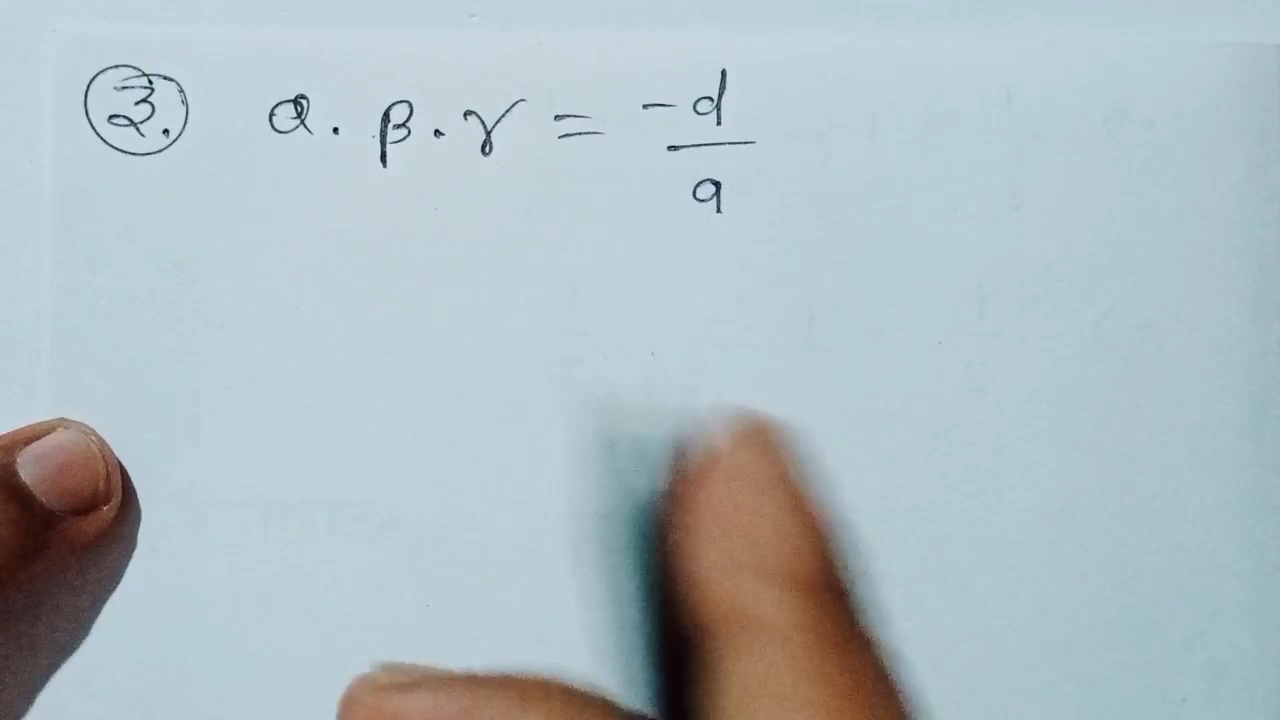 3. α . β . γ = -d/a